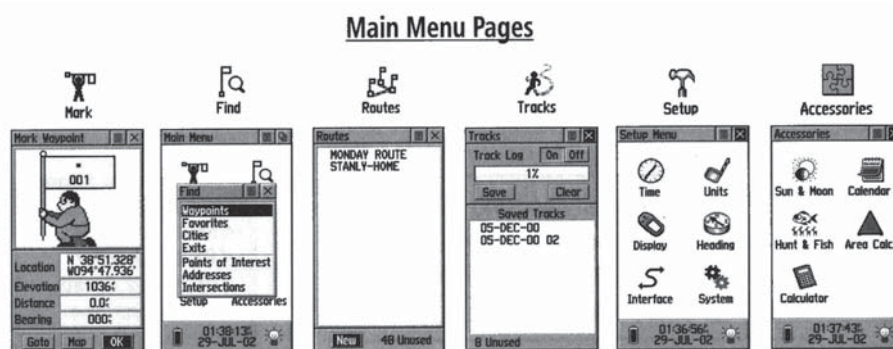 Main Menu Pages
Mark
Find
Routes
Tracks
Setup
Accessories
Mark Waypoint
001
Location
N 38°51.328'
W094°47.936'
Elevation
1036
Distance
0.0
Bearing
000
Goto
Map
OK
Main Menu
Find
Waypoints
Favorites
Cities
Exits
Points of Interest
Addresses
Intersections
Setup
Accessories
01:38:13
29-JUL-02
Routes
MONDAY ROUTE
STANLY-HOME
New
48 Unused
Tracks
Track Log
On
Off
1%
Save
Clear
Saved Tracks
05-DEC-00
05-DEC-00 02
8 Unused
Setup Menu
Time
Units
Display
Heading
Interface
System
01:36:56
29-JUL-02
Accessories
Sun & Moon
Calendar
Hunt & Fish
Area Calc
Calculator
01:37:43
29-JUL-02